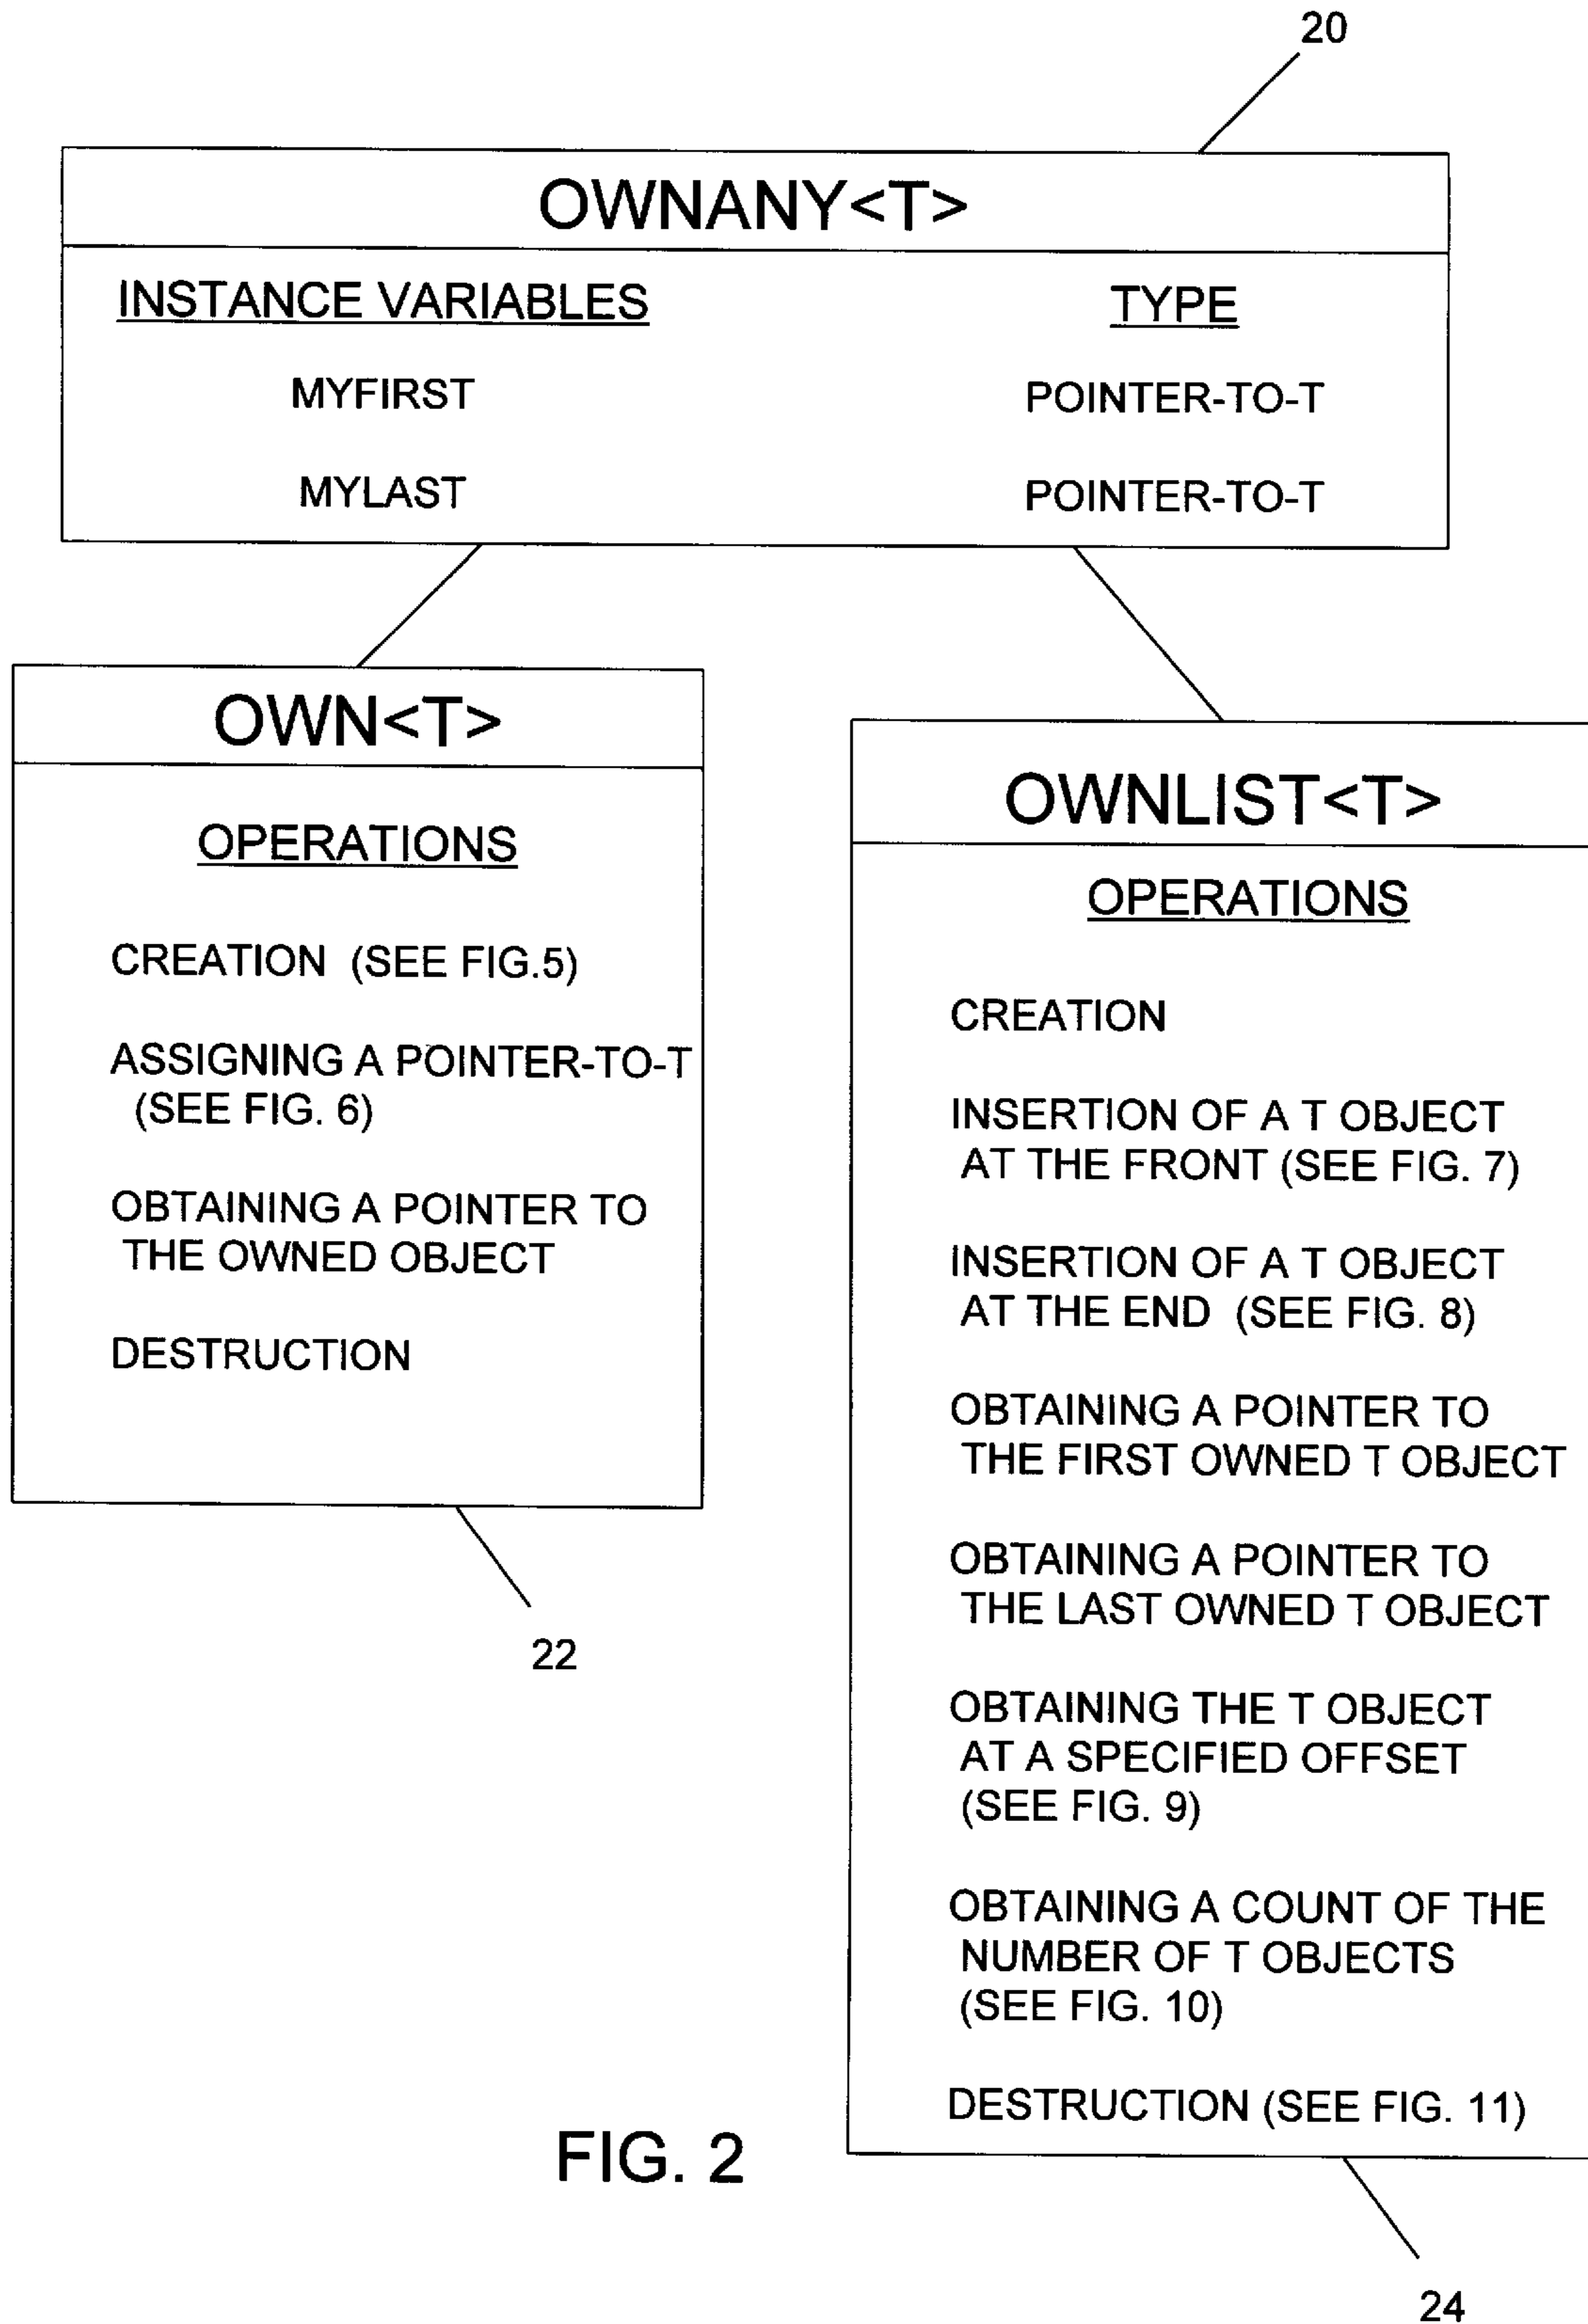 20
OWNANY<T>
INSTANCE VARIABLES TYPE
MYFIRST POINTER-TO-T
MYLAST POINTER-TO-T
OWN<T>
OPERATIONS
CREATION (SEE FIG.5)
ASSIGNING A POINTER-TO-T
(SEE FIG. 6)
OBTAINING A POINTER TO
THE OWNED OBJECT
DESTRUCTION
22
OWNLIST<T>
OPERATIONS
CREATION
INSERTION OF A T OBJECT
AT THE FRONT (SEE FIG. 7)
INSERTION OF A T OBJECT
AT THE END (SEE FIG. 8)
OBTAINING A POINTER TO
THE FIRST OWNED T OBJECT
OBTAINING A POINTER TO
THE LAST OWNED T OBJECT
OBTAINING THE T OBJECT
AT A SPECIFIED OFFSET
(SEE FIG. 9)
OBTAINING A COUNT OF THE
NUMBER OF T OBJECTS
(SEE FIG. 10)
DESTRUCTION (SEE FIG. 11)
24
FIG. 2